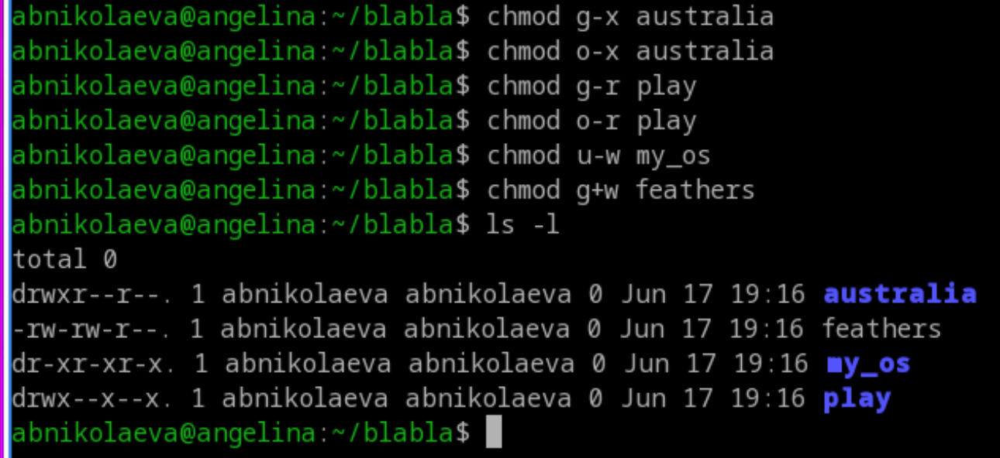 abnikolaeva@angelina:~/blabla$ chmod g-x australia
abnikolaeva@angelina:~/blabla$ chmod o-x australia
abnikolaeva@angelina:~/blabla$ chmod g-r play
abnikolaeva@angelina:~/blabla$ chmod o-r play
abnikolaeva@angelina:~/blabla$ chmod u-w my_os
abnikolaeva@angelina:~/blabla$ chmod g+w feathers
abnikolaeva@angelina:~/blabla$ ls -l
total 0
drwxr--r--. 1 abnikolaeva abnikolaeva 0 Jun 17 19:16 australia
-rw-rw-r--. 1 abnikolaeva abnikolaeva 0 Jun 17 19:16 feathers
dr-xr-xr-x. 1 abnikolaeva abnikolaeva 0 Jun 17 19:16 my_os
drwx--x--x. 1 abnikolaeva abnikolaeva 0 Jun 17 19:16 play
abnikolaeva@angelina:~/blabla$